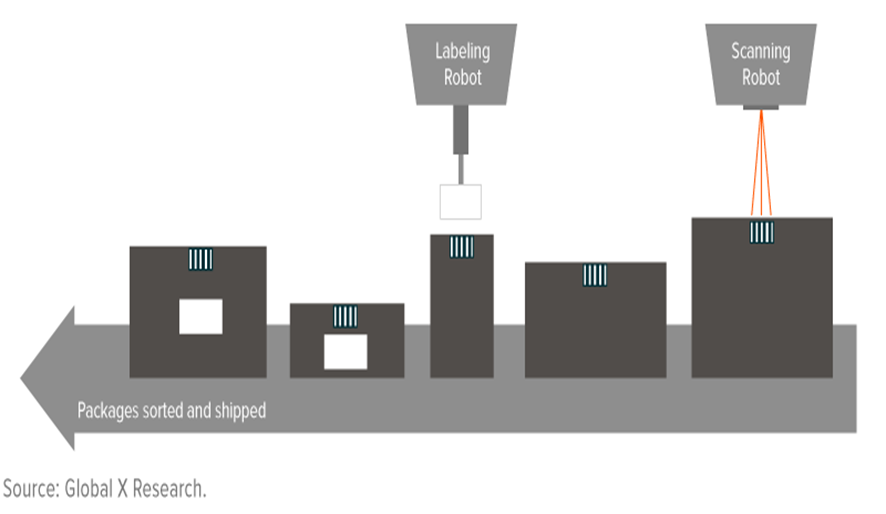 Labeling
Robot
Scanning
Robot
Packages sorted and shipped
Source: Global X Research.